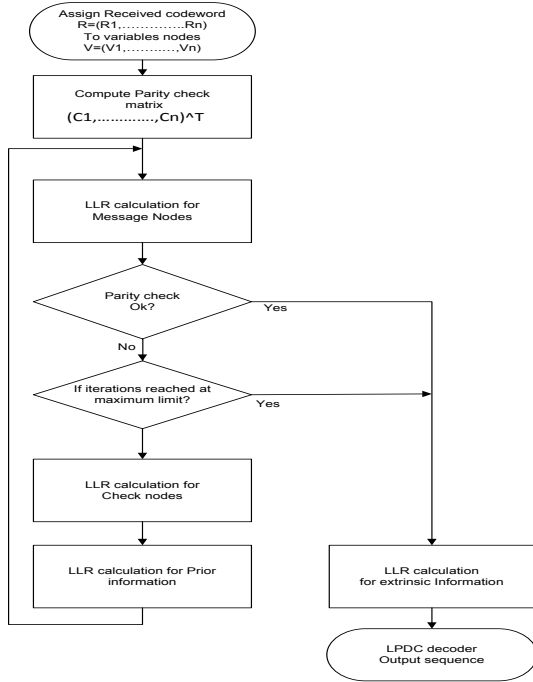 Assign Received codeword
R=(R1,..............Rn)
To variables nodes
V=(V1,...........,Vn)
Compute Parity check
matrix
(C1,............,Cn)^T
LLR calculation for
Message Nodes
Parity check
Ok?
Yes
No
If iterations reached at
maximum limit?
Yes
LLR calculation for
Check nodes
LLR calculation for Prior
information
LLR calculation
for extrinsic Information
LPDC decoder
Output sequence